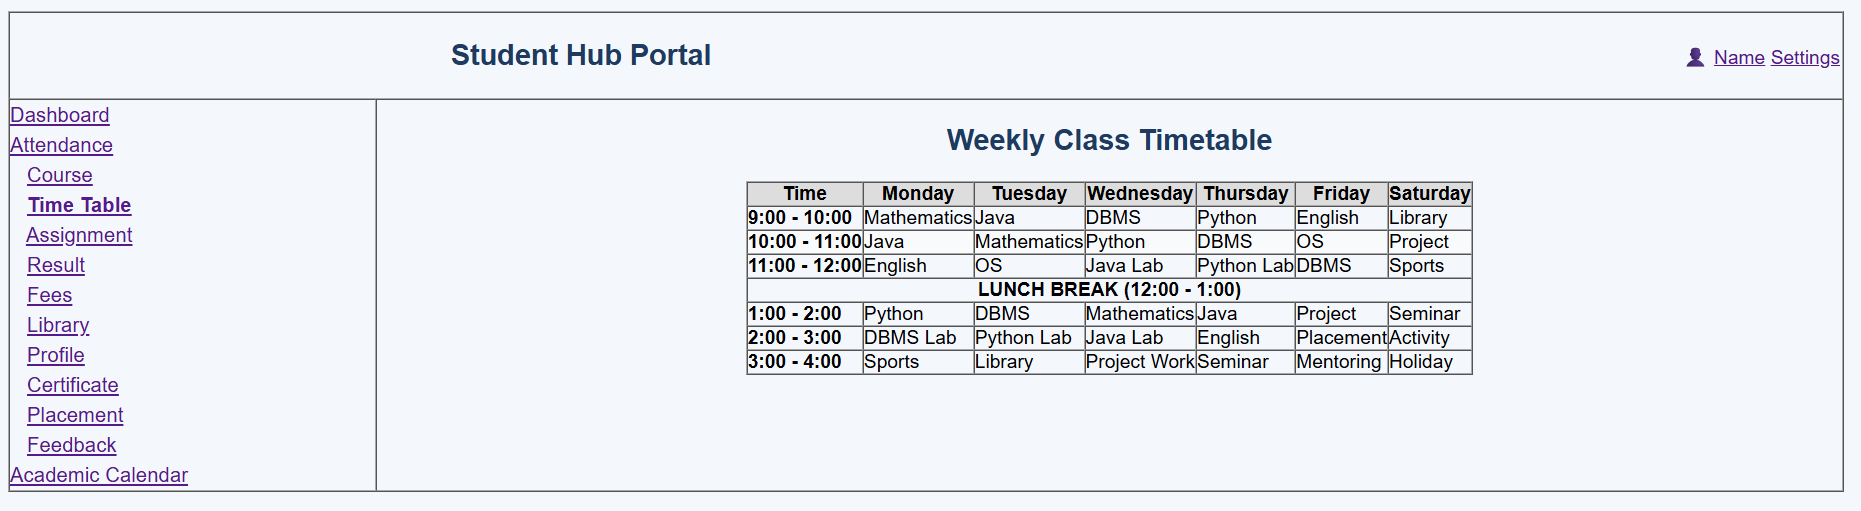 Student Hub Portal
👤 Name Settings
Dashboard
Attendance
Course
Time Table
Assignment
Result
Fees
Library
Profile
Certificate
Placement
Feedback
Academic Calendar
Weekly Class Timetable
Time Monday Tuesday Wednesday Thursday Friday Saturday
9:00 - 10:00 Mathematics Java DBMS Python English Library
10:00 - 11:00 Java Mathematics Python DBMS OS Project
11:00 - 12:00 English OS Java Lab Python Lab DBMS Sports
LUNCH BREAK (12:00 - 1:00)
1:00 - 2:00 Python DBMS Mathematics Java Project Seminar
2:00 - 3:00 DBMS Lab Python Lab Java Lab English Placement Activity
3:00 - 4:00 Sports Library Project Work Seminar Mentoring Holiday